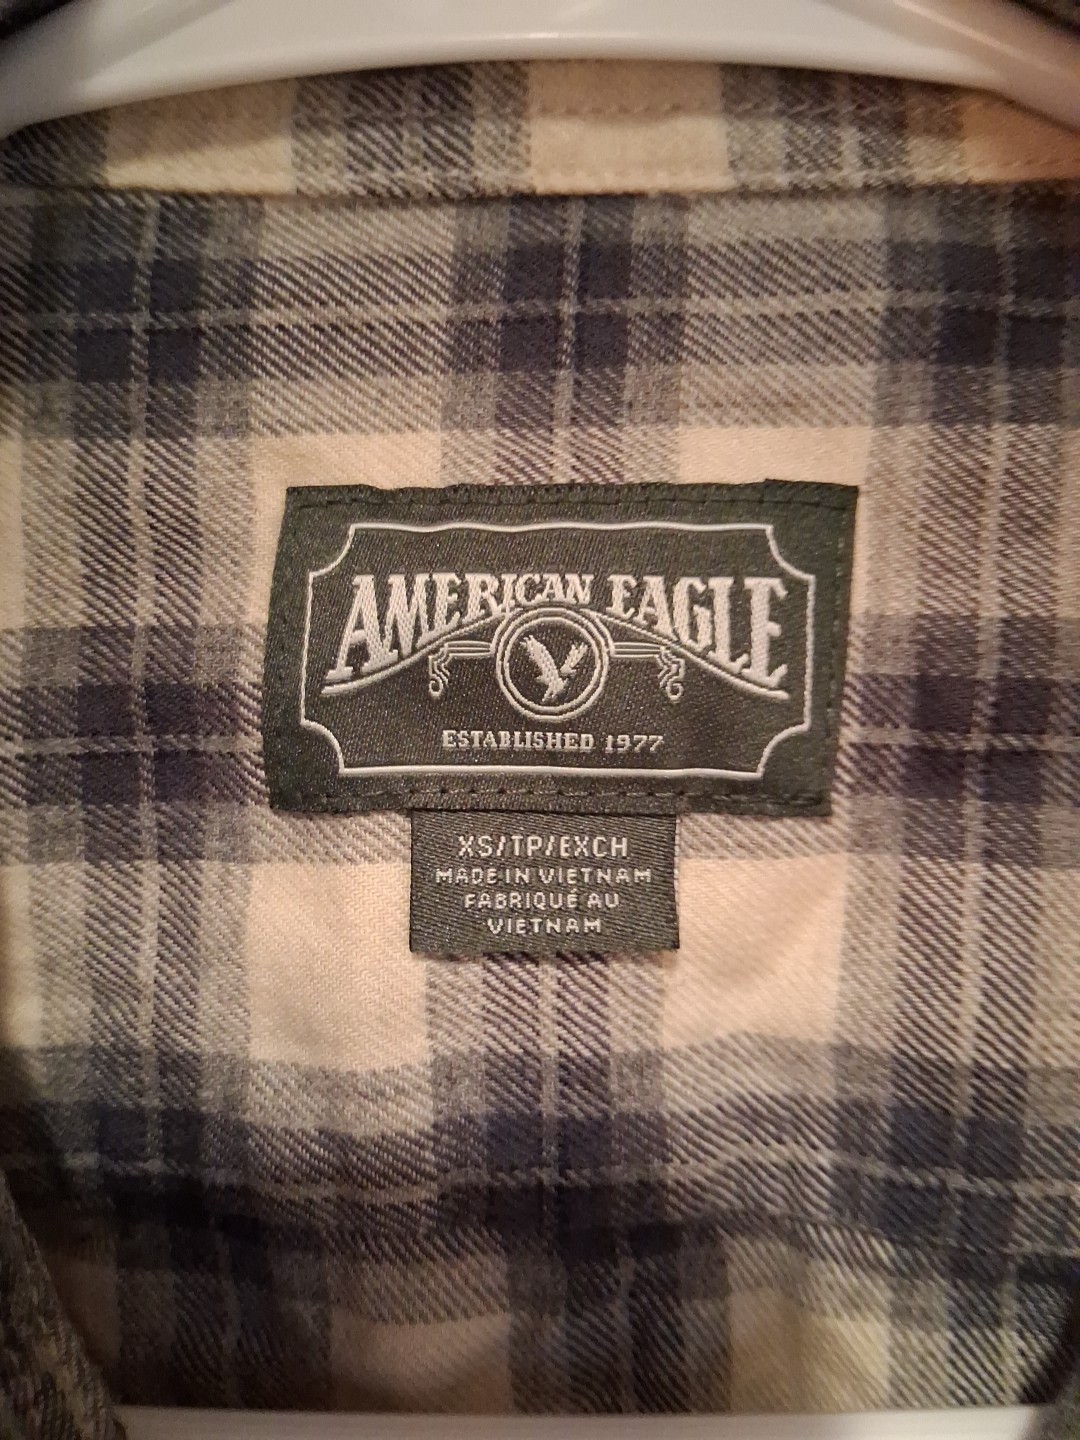 AMERICAN EAGLE
ESTABLISHED 1977
XS/TP/EXCH
MADE IN VIETNAM
FABRIQUÉ AU
VIETNAM